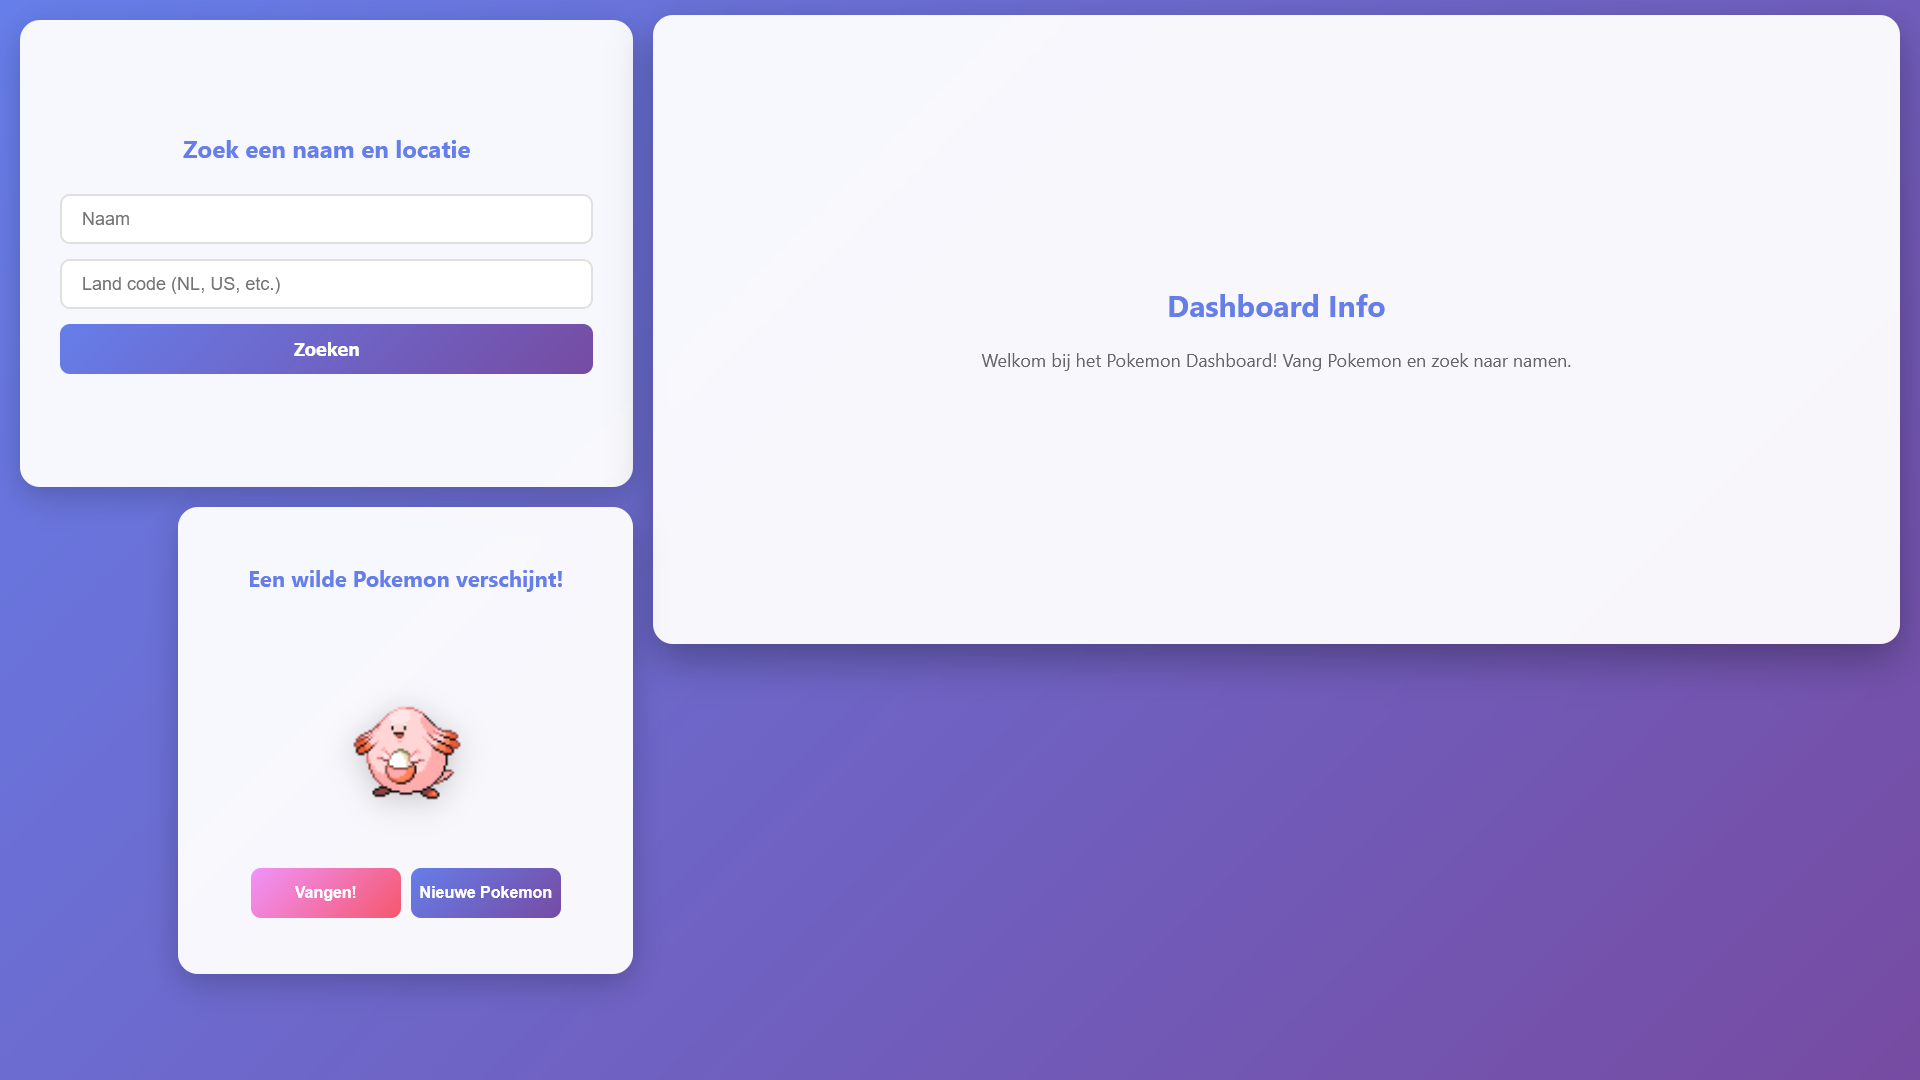 Zoek een naam en locatie
Naam
Land code (NL, US, etc.)
Zoeken
Dashboard Info
Welkom bij het Pokemon Dashboard! Vang Pokemon en zoek naar namen.
Een wilde Pokemon verschijnt!
Vangen!
Nieuwe Pokemon